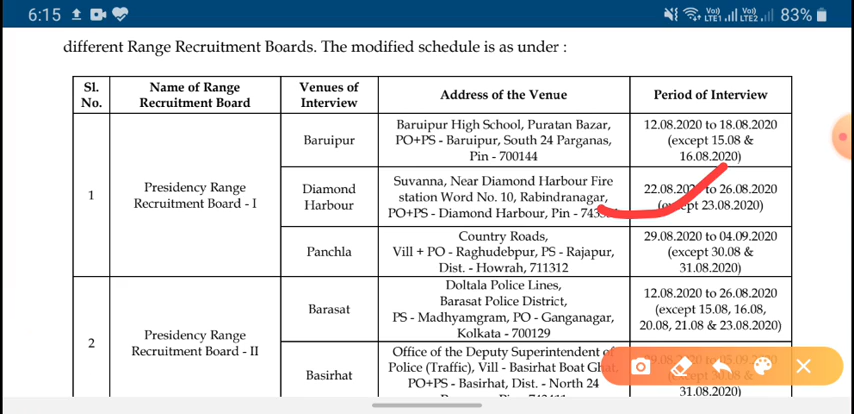 6:15
Vo) LTE1 Vo) LTE2 83%
different Range Recruitment Boards. The modified schedule is as under :
Sl. No. Name of Range Recruitment Board Venues of Interview Address of the Venue Period of Interview
1 Presidency Range Recruitment Board - I
Baruipur
Baruipur High School, Puratan Bazar,
PO+PS - Baruipur, South 24 Parganas,
Pin - 700144
12.08.2020 to 18.08.2020
(except 15.08 &
16.08.2020)
Diamond
Harbour
Suvanna, Near Diamond Harbour Fire
station Word No. 10, Rabindranagar,
PO+PS - Diamond Harbour, Pin -
22.08.2020 to 26.08.2020
(except 23.08.2020)
Panchla
Country Roads,
Vill + PO - Raghudebpur, PS - Rajapur,
Dist. - Howrah, 711312
29.08.2020 to 04.09.2020
(except 30.08 &
31.08.2020)
2 Presidency Range Recruitment Board - II
Barasat
Doltala Police Lines,
Barasat Police District,
PS - Madhyamgram, PO - Ganganagar,
Kolkata - 700129
12.08.2020 to 26.08.2020
(except 15.08, 16.08,
20.08, 21.08 & 23.08.2020)
Basirhat
Office of the Deputy Superintendent of
Police (Traffic), Vill - Basirhat Boat Ghat,
PO+PS - Basirhat, Dist. - North 24
31.08.2020)